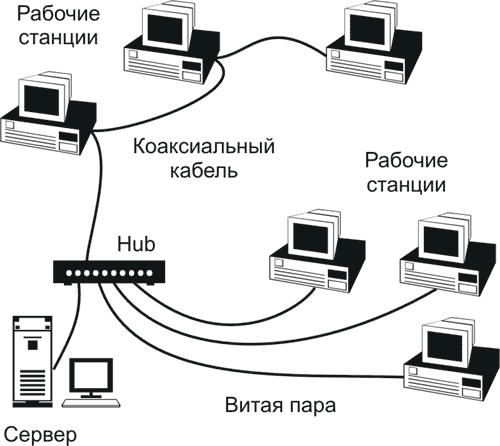 Рабочие
станции
Коаксиальный
кабель
Рабочие
станции
Hub
Витая пара
Сервер